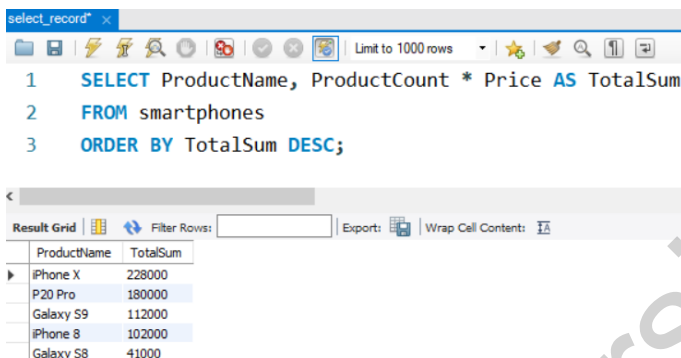 select_record*
Limit to 1000 rows
1 SELECT ProductName, ProductCount * Price AS TotalSum
2 FROM smartphones
3 ORDER BY TotalSum DESC;
Result Grid Filter Rows: Export: Wrap Cell Content: IA
ProductName TotalSum
iPhone X 228000
P20 Pro 180000
Galaxy S9 112000
iPhone 8 102000
Galaxy S8 41000